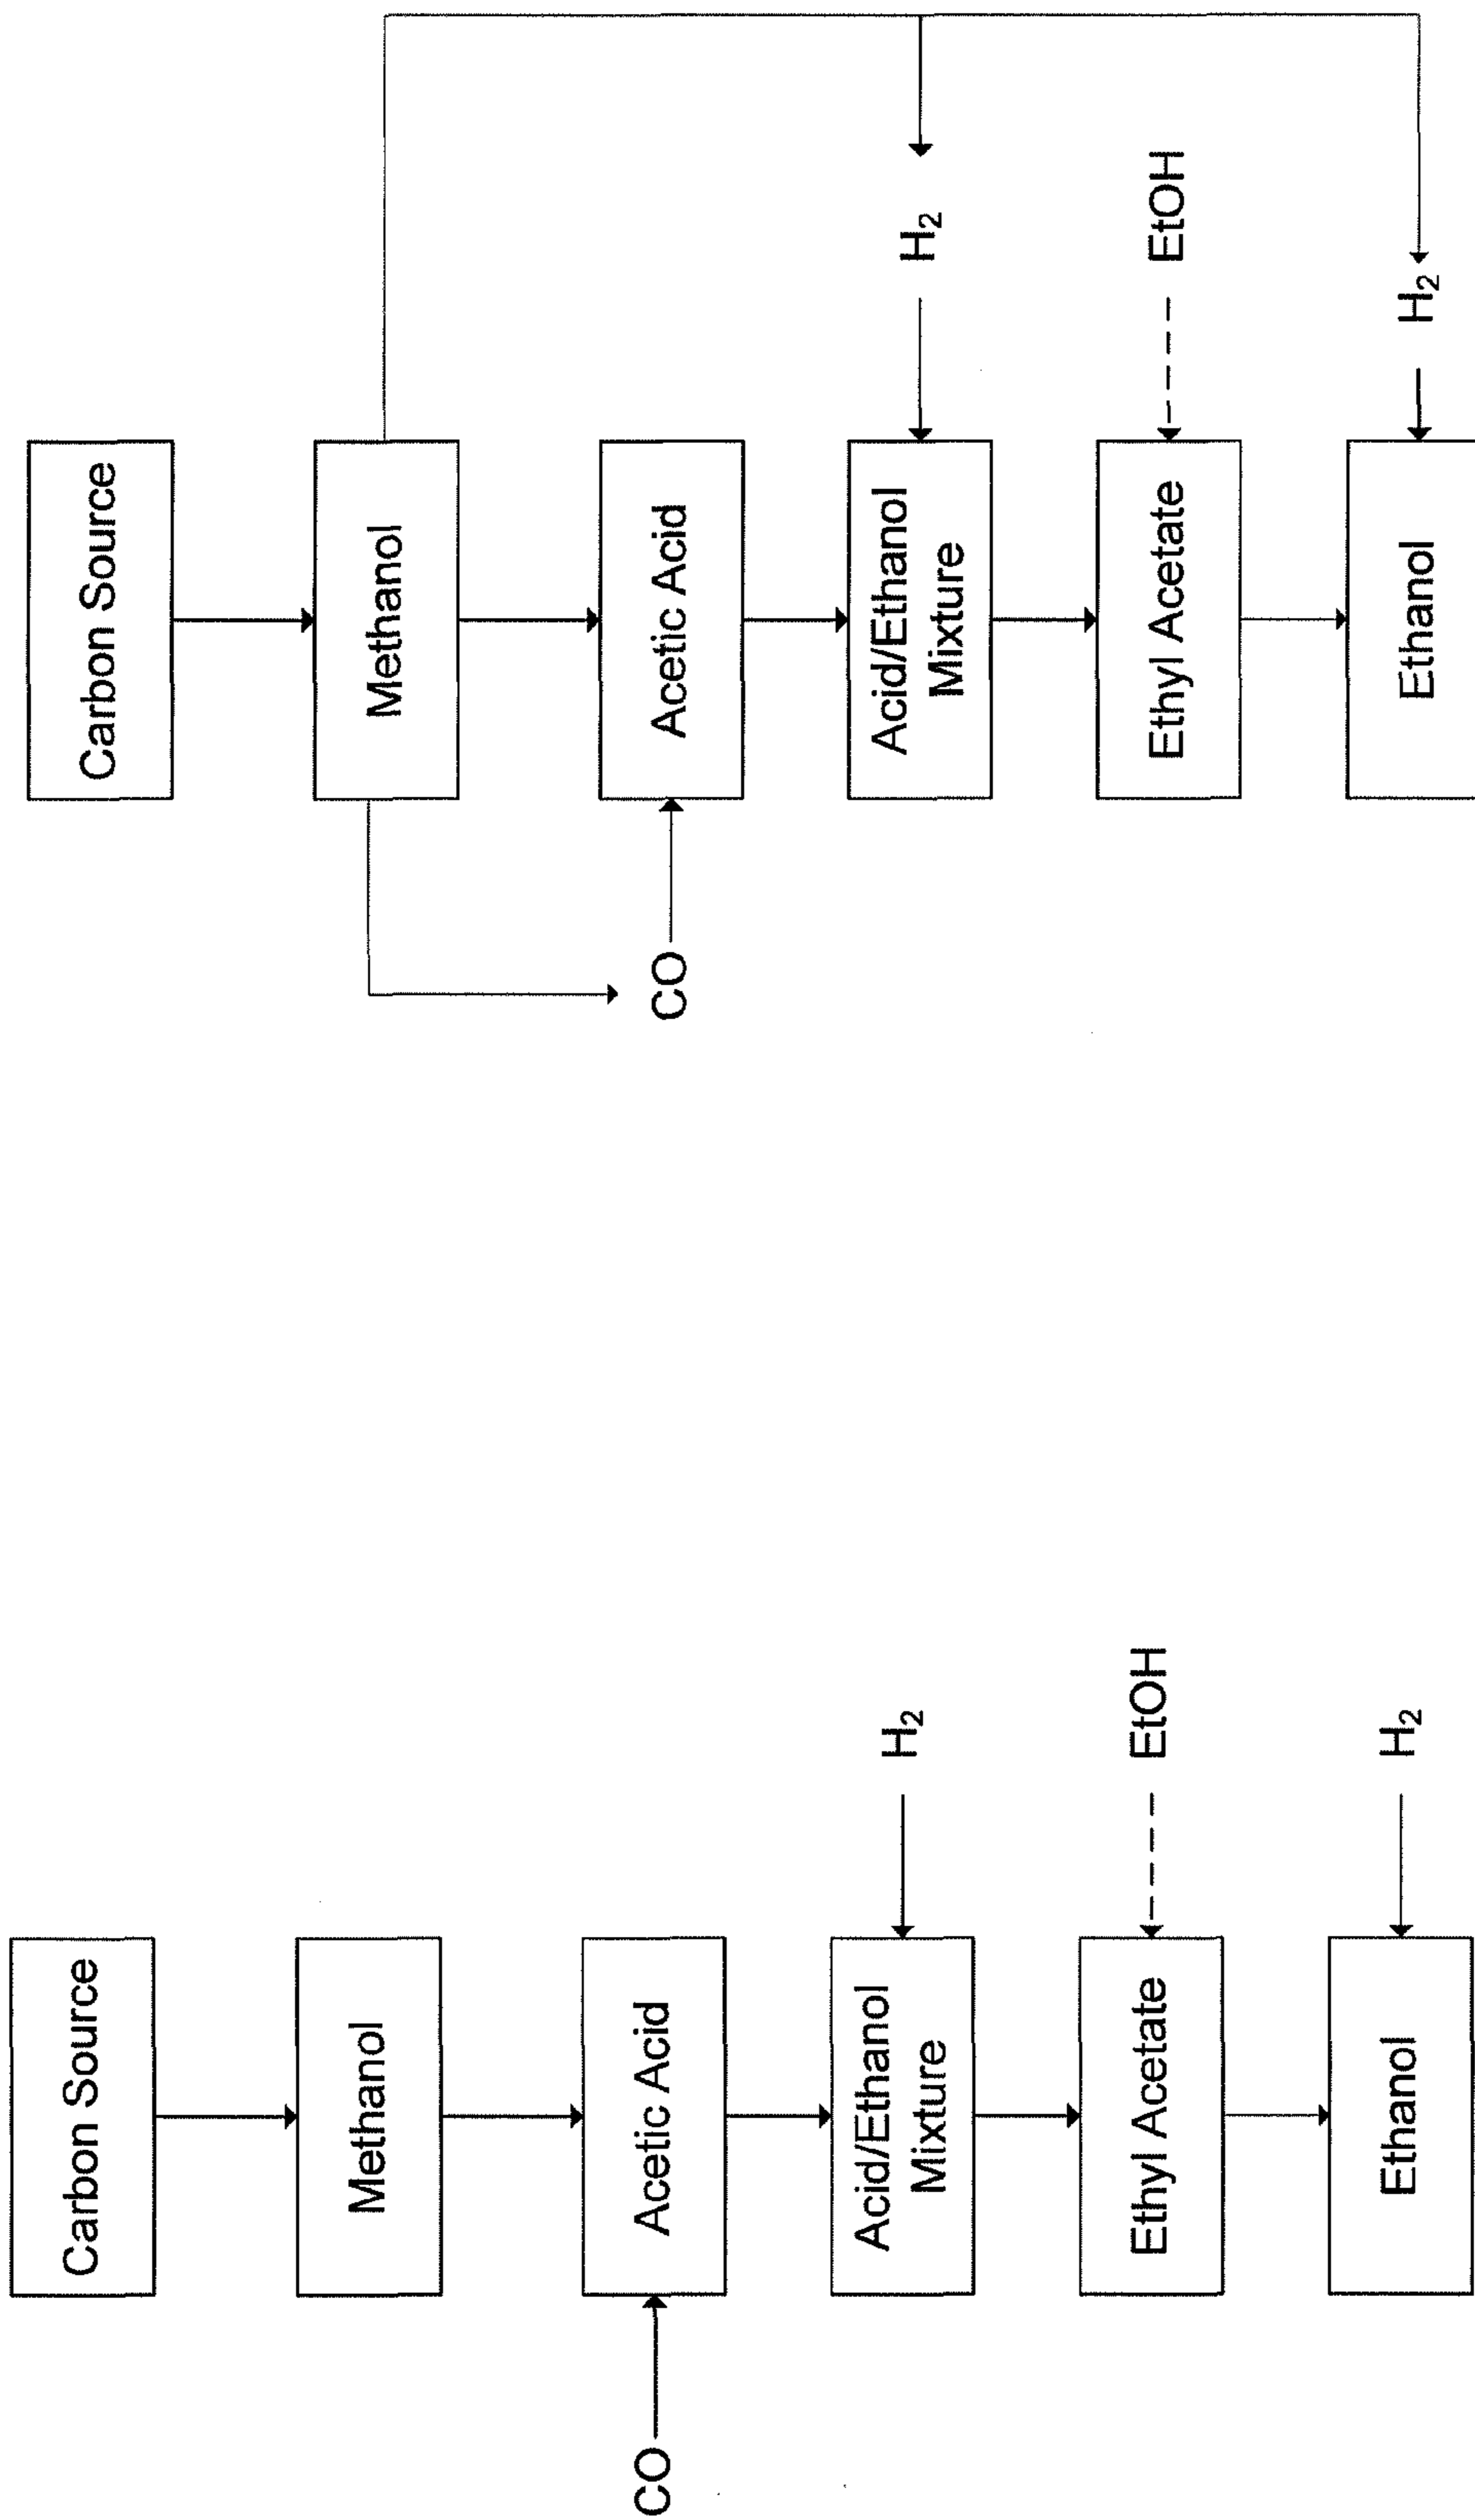 Carbon Source
Methanol
CO
Acetic Acid
Acid/Ethanol
Mixture
H₂
Ethyl Acetate
EtOH
Ethanol
H₂
Carbon Source
Methanol
CO
Acetic Acid
Acid/Ethanol
Mixture
H₂
Ethyl Acetate
EtOH
Ethanol
H₂